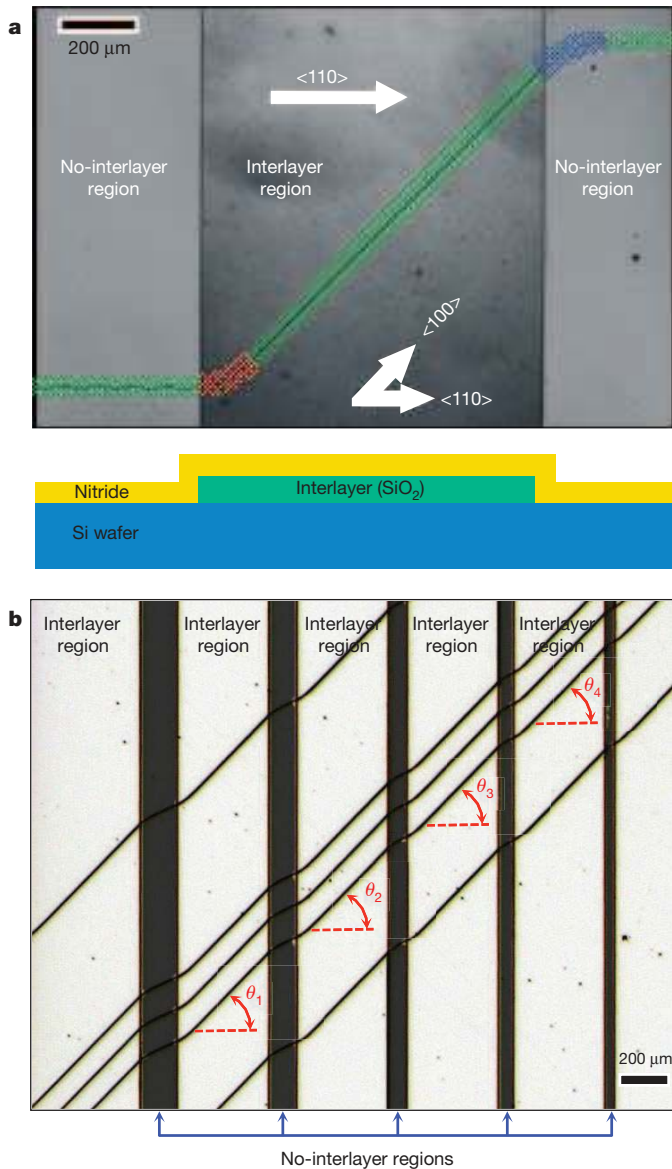 a
200 μm
<110>
No-interlayer
region
Interlayer
region
No-interlayer
region
<100>
<110>
Nitride
Interlayer (SiO₂)
Si wafer
b
Interlayer
region
Interlayer
region
Interlayer
region
Interlayer
region
Interlayer
region
θ₄
θ₃
θ₂
θ₁
200 μm
No-interlayer regions